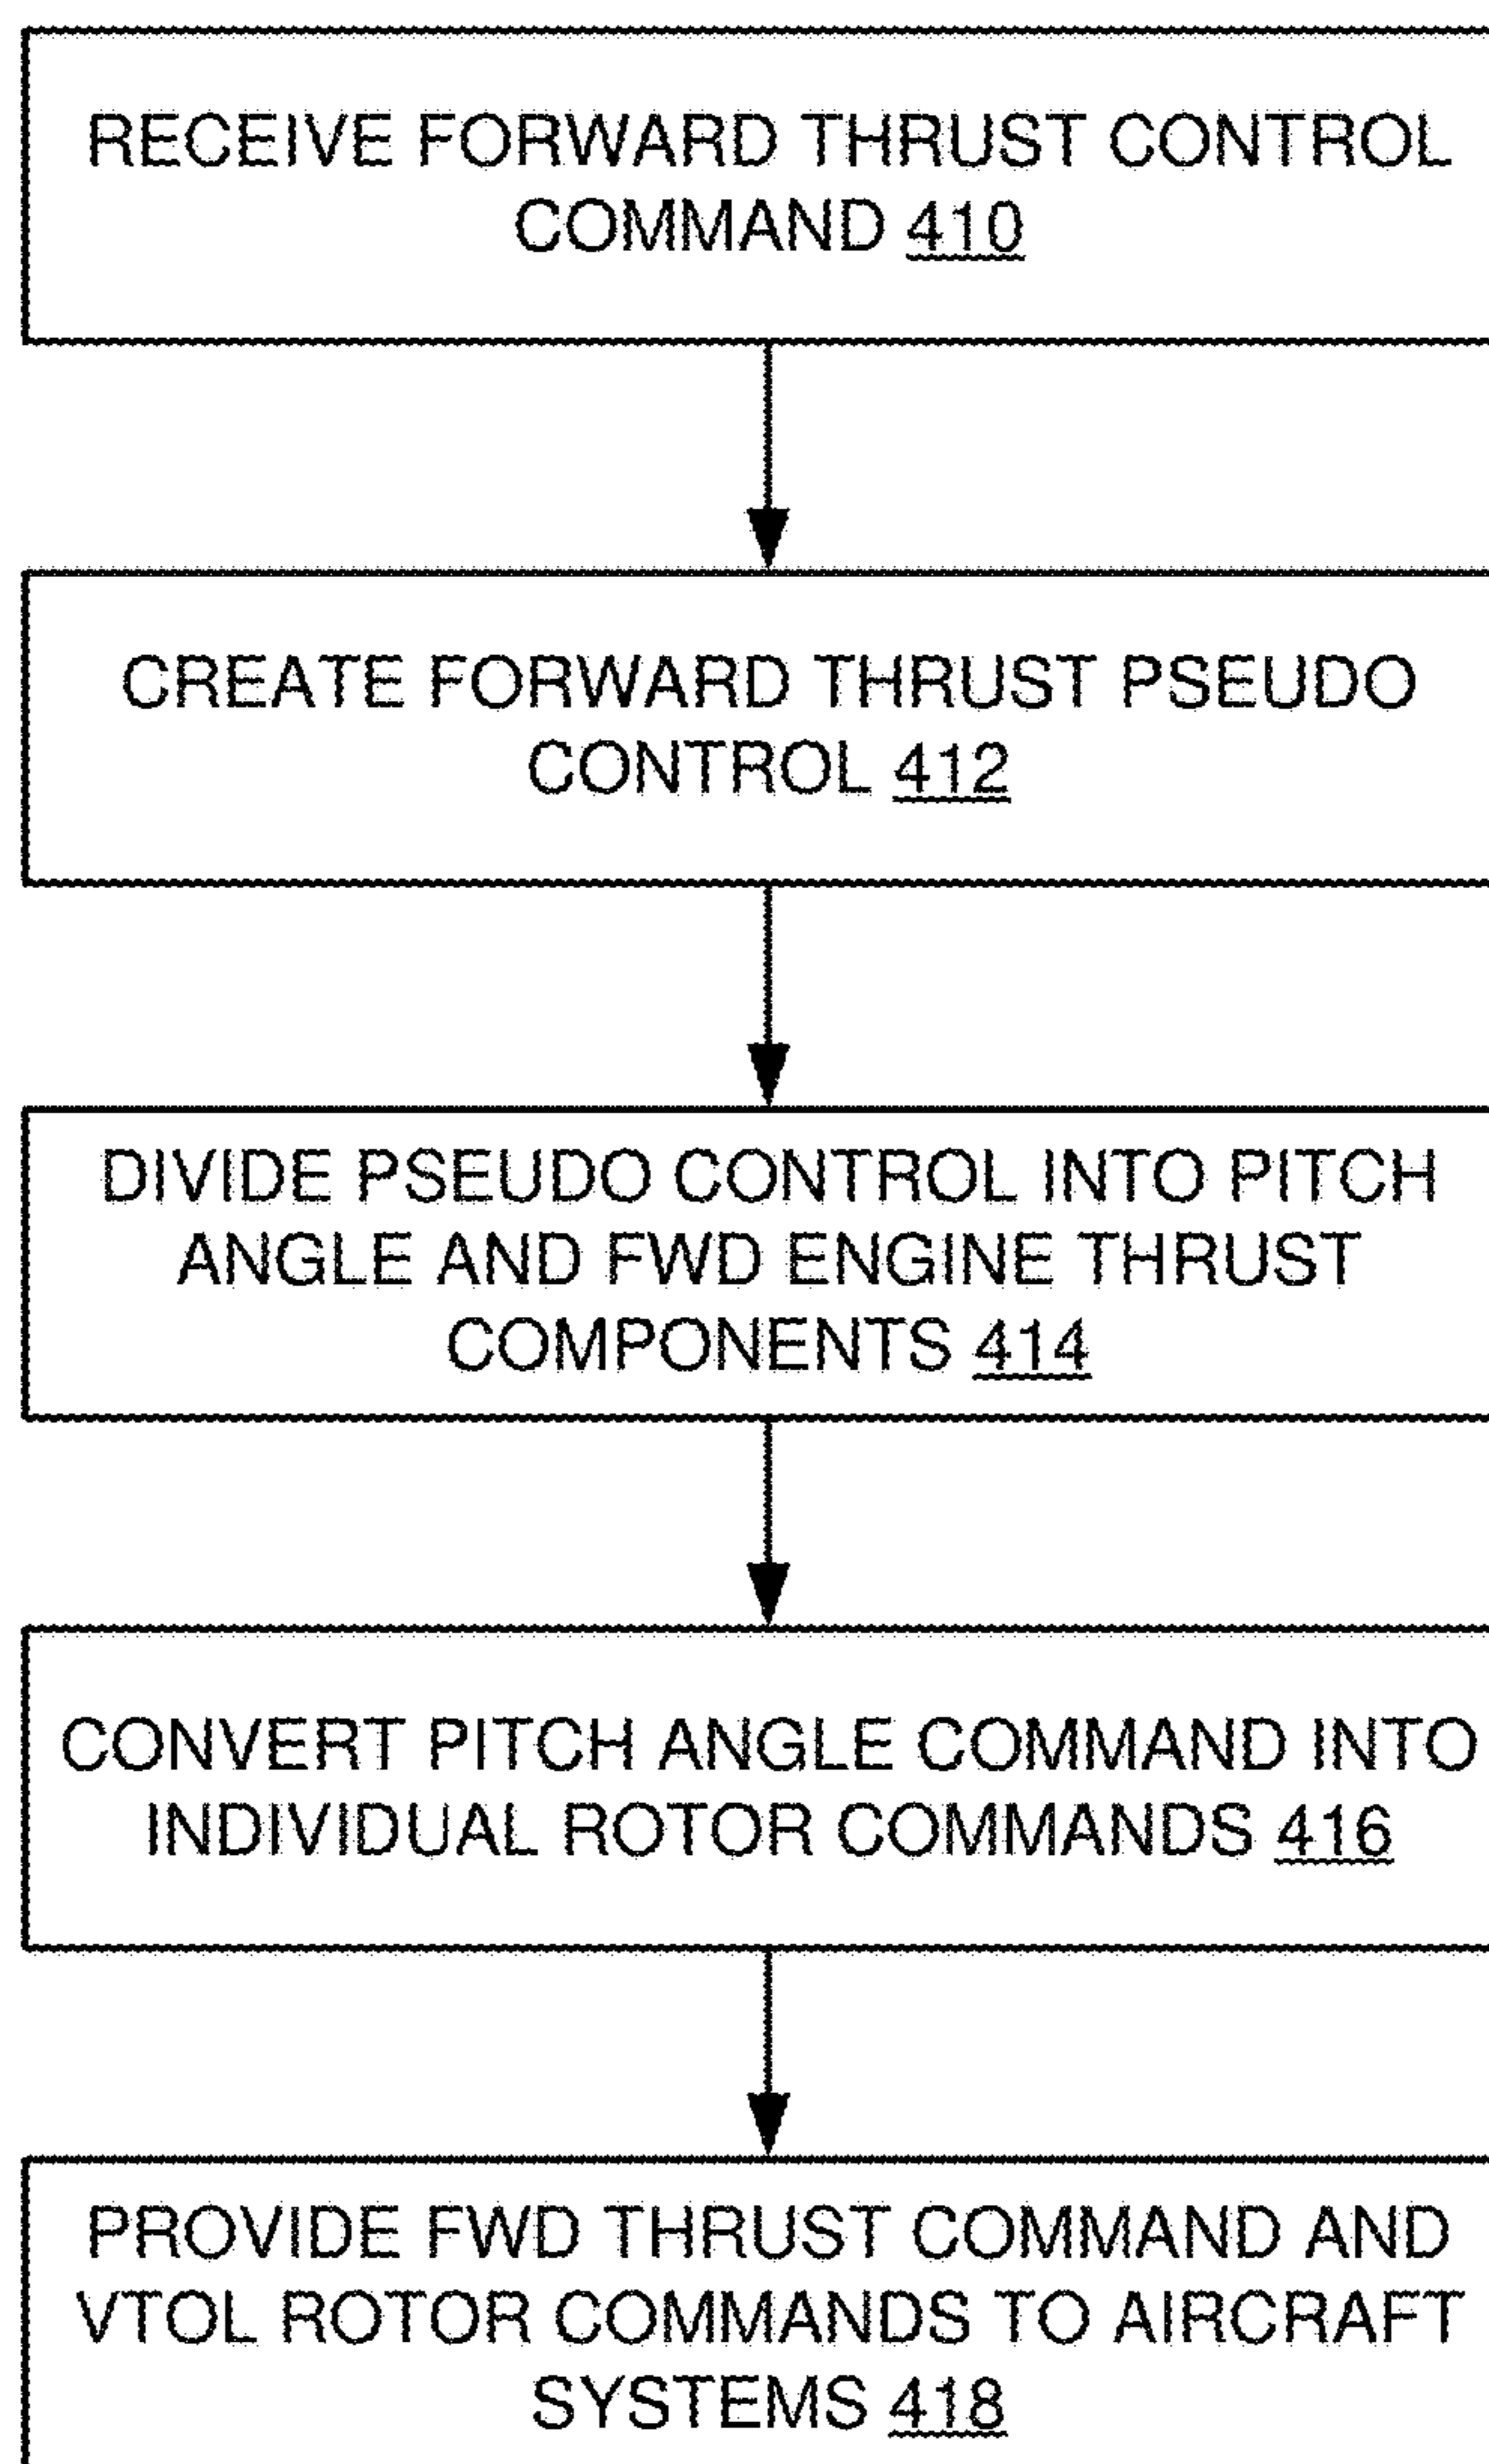 RECEIVE FORWARD THRUST CONTROL
COMMAND 410
CREATE FORWARD THRUST PSEUDO
CONTROL 412
DIVIDE PSEUDO CONTROL INTO PITCH
ANGLE AND FWD ENGINE THRUST
COMPONENTS 414
CONVERT PITCH ANGLE COMMAND INTO
INDIVIDUAL ROTOR COMMANDS 416
PROVIDE FWD THRUST COMMAND AND
VTOL ROTOR COMMANDS TO AIRCRAFT
SYSTEMS 418